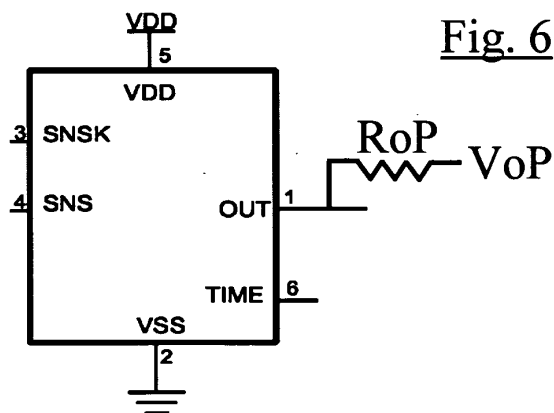 VDD
Fig. 6
5
VDD
3 SNSK
RoP
VoP
4 SNS
1
OUT
TIME 6
VSS
2